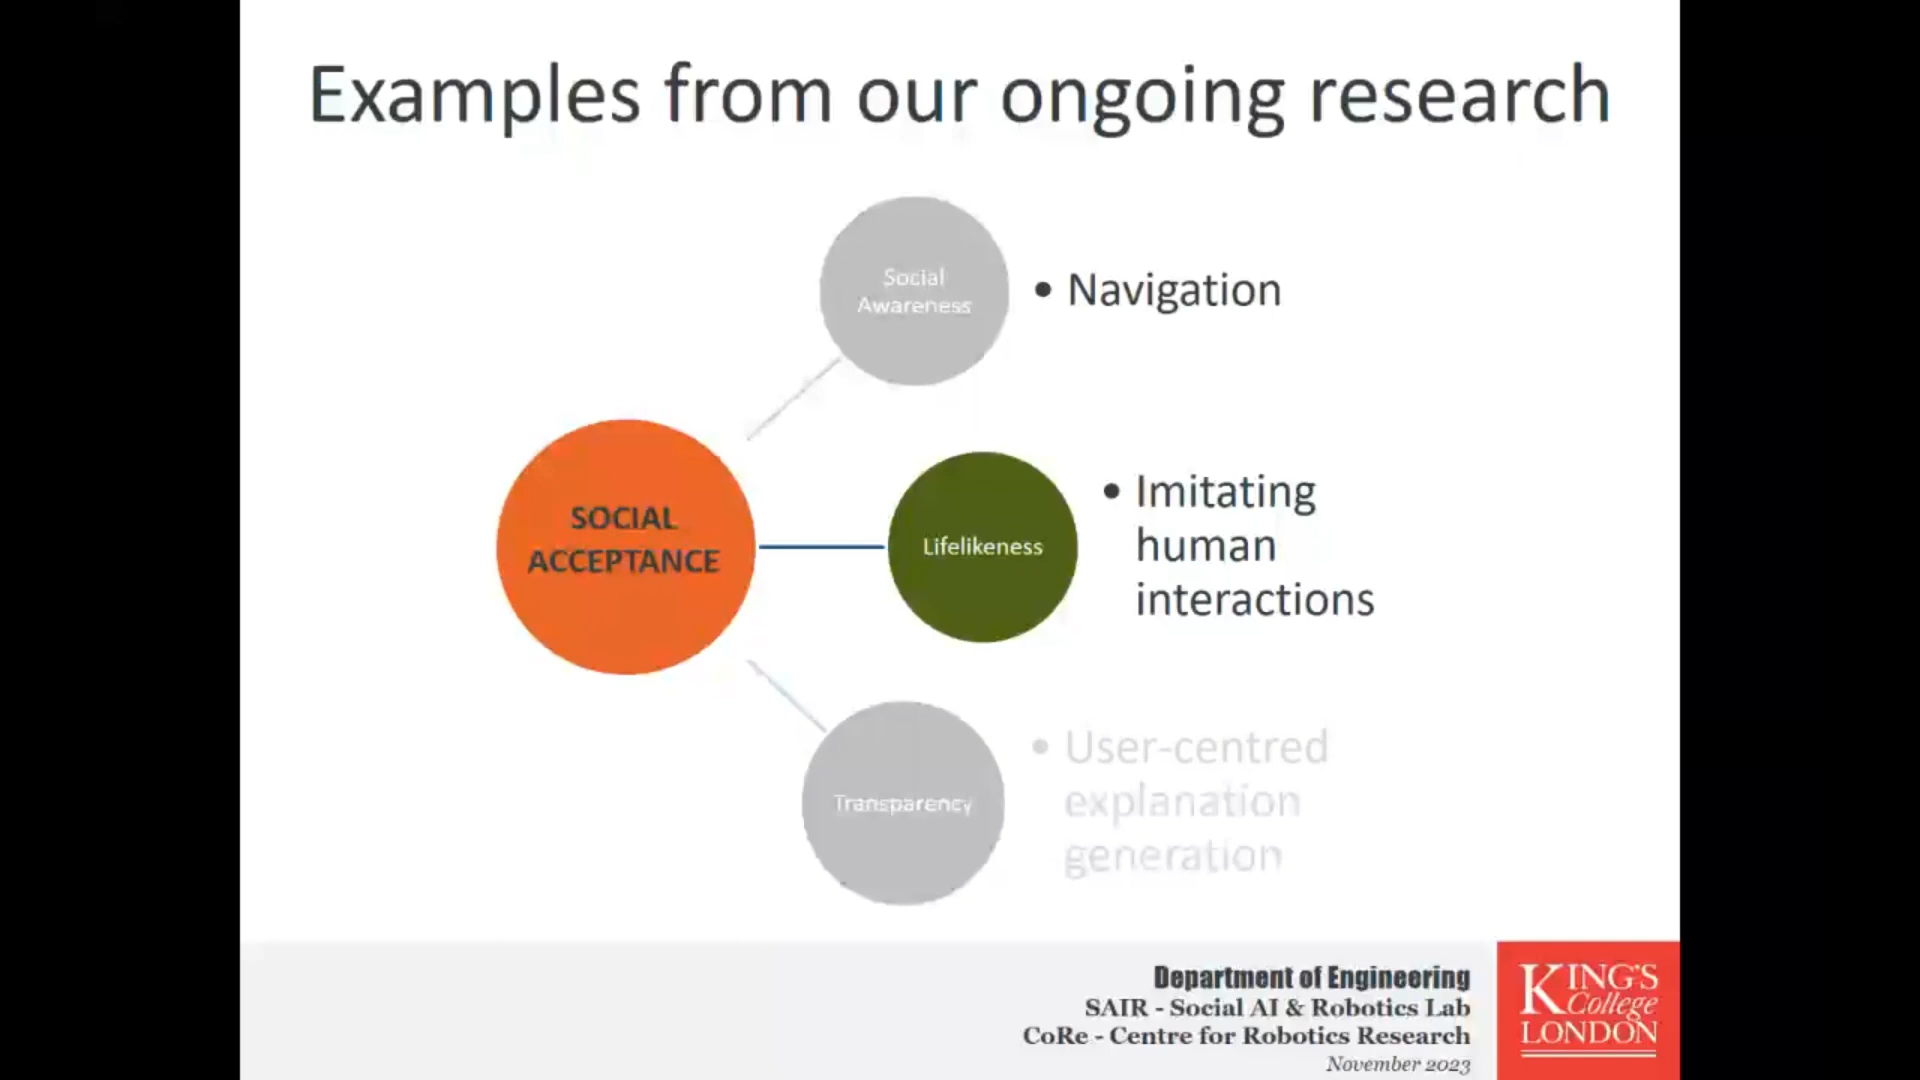 Examples from our ongoing research
Social
Awareness
• Navigation
SOCIAL
ACCEPTANCE
Lifelikeness
• Imitating
human
interactions
Transparency
• User-centred
explanation
generation
Department of Engineering
SAIR - Social AI & Robotics Lab
CoRe - Centre for Robotics Research
November 2023
KING'S
College
LONDON